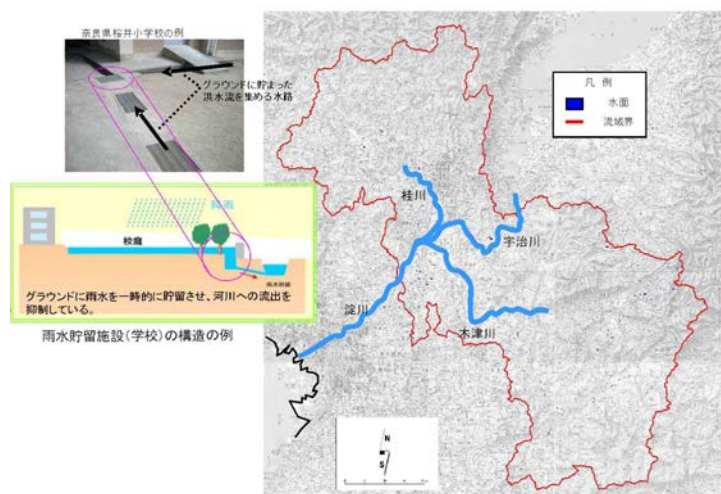 奈良県桜井小学校の例
グラウンドに貯まった
洪水流を集める水路
降雨
校庭
グラウンドに雨水を一時的に貯留させ、河川への流出を
抑制している。
雨水貯留施設(学校)の構造の例
凡 例
水面
流域界
桂川
宇治川
淀川
木津川
N
S